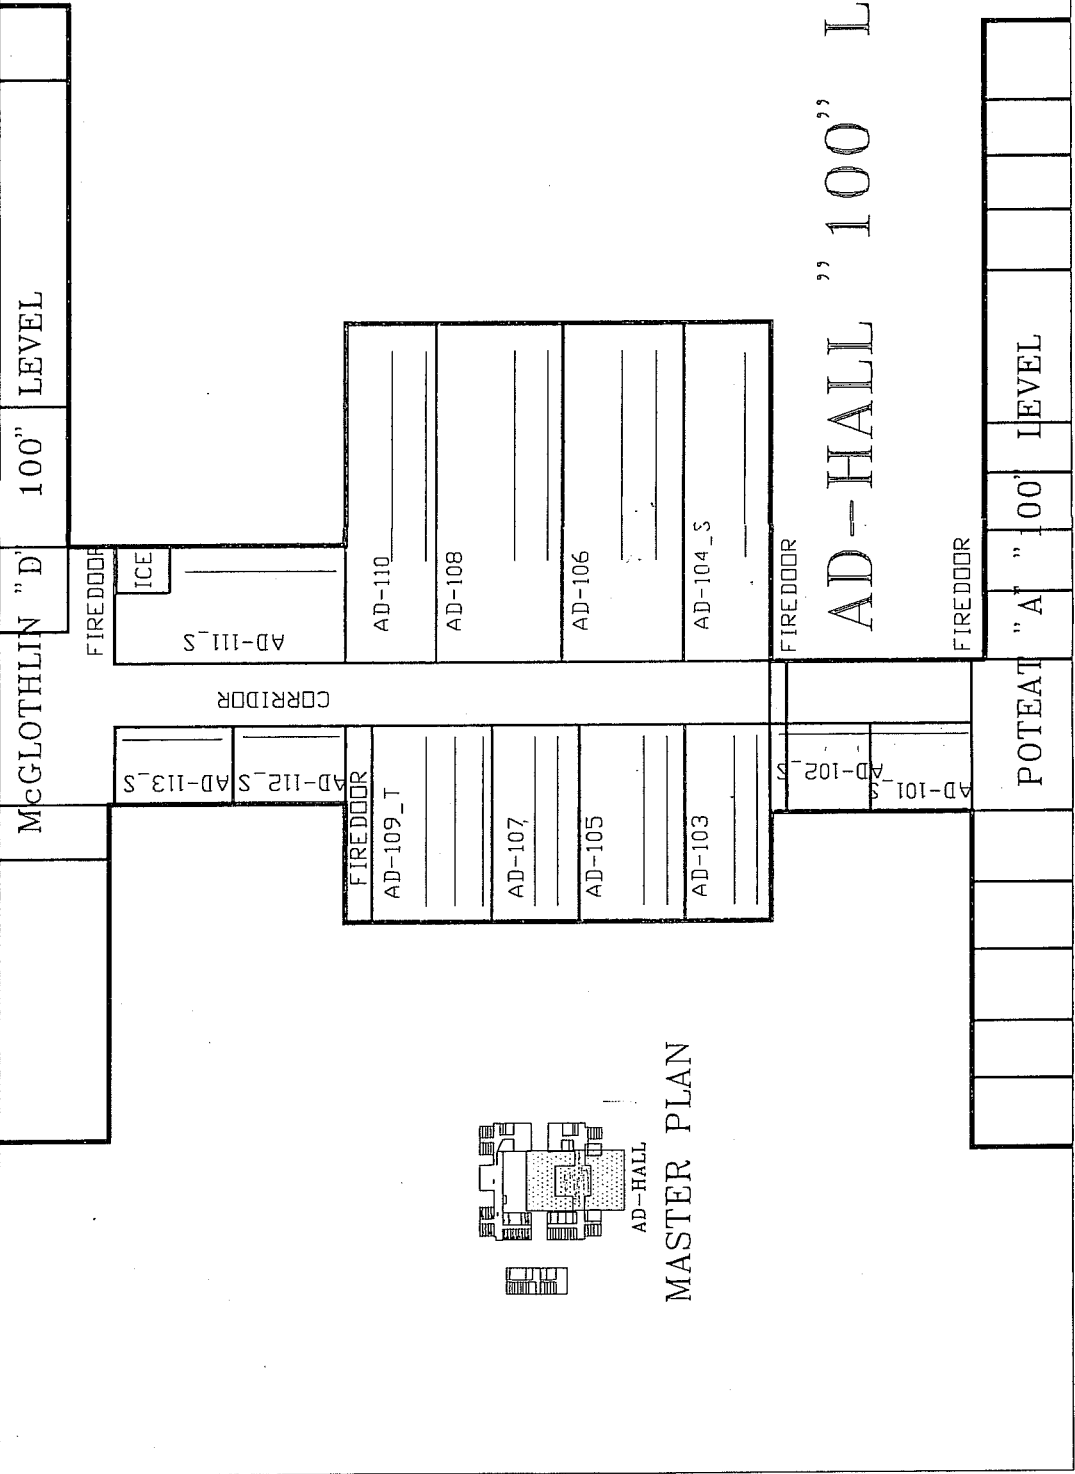 McGLOTHLIN "D" 100" LEVEL
FIREDOOR
ICE
AD-111_S
CORRIDOR
AD-113_S
AD-112_S
FIREDOOR
AD-110
AD-108
AD-106
AD-104_S
AD-109_T
AD-107
AD-105
AD-103
FIREDOOR
AD-102_S
AD-101_S
AD-HALL "100" L
FIREDOOR
POTEAT "A" "100' LEVEL
AD-HALL
MASTER PLAN